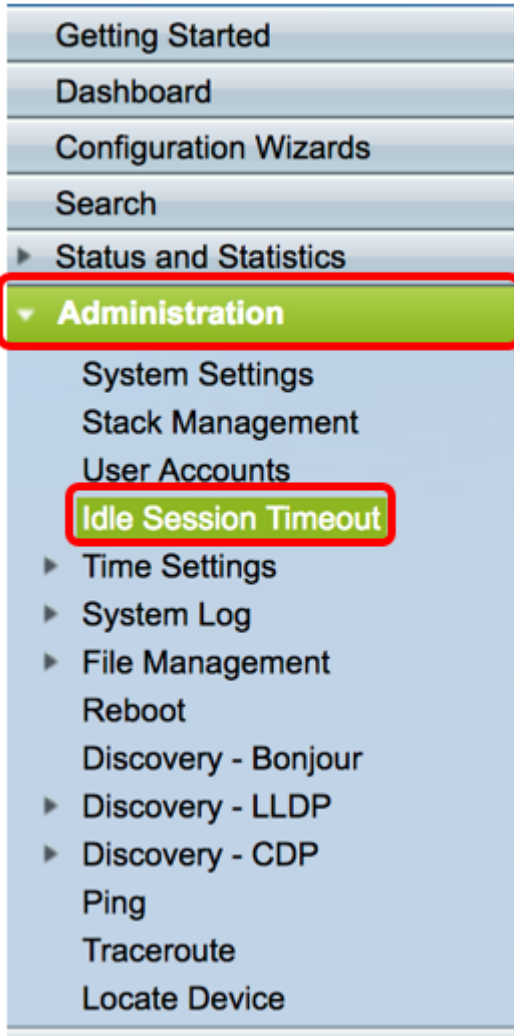 Getting Started
Dashboard
Configuration Wizards
Search
Status and Statistics
Administration
System Settings
Stack Management
User Accounts
Idle Session Timeout
Time Settings
System Log
File Management
Reboot
Discovery - Bonjour
Discovery - LLDP
Discovery - CDP
Ping
Traceroute
Locate Device